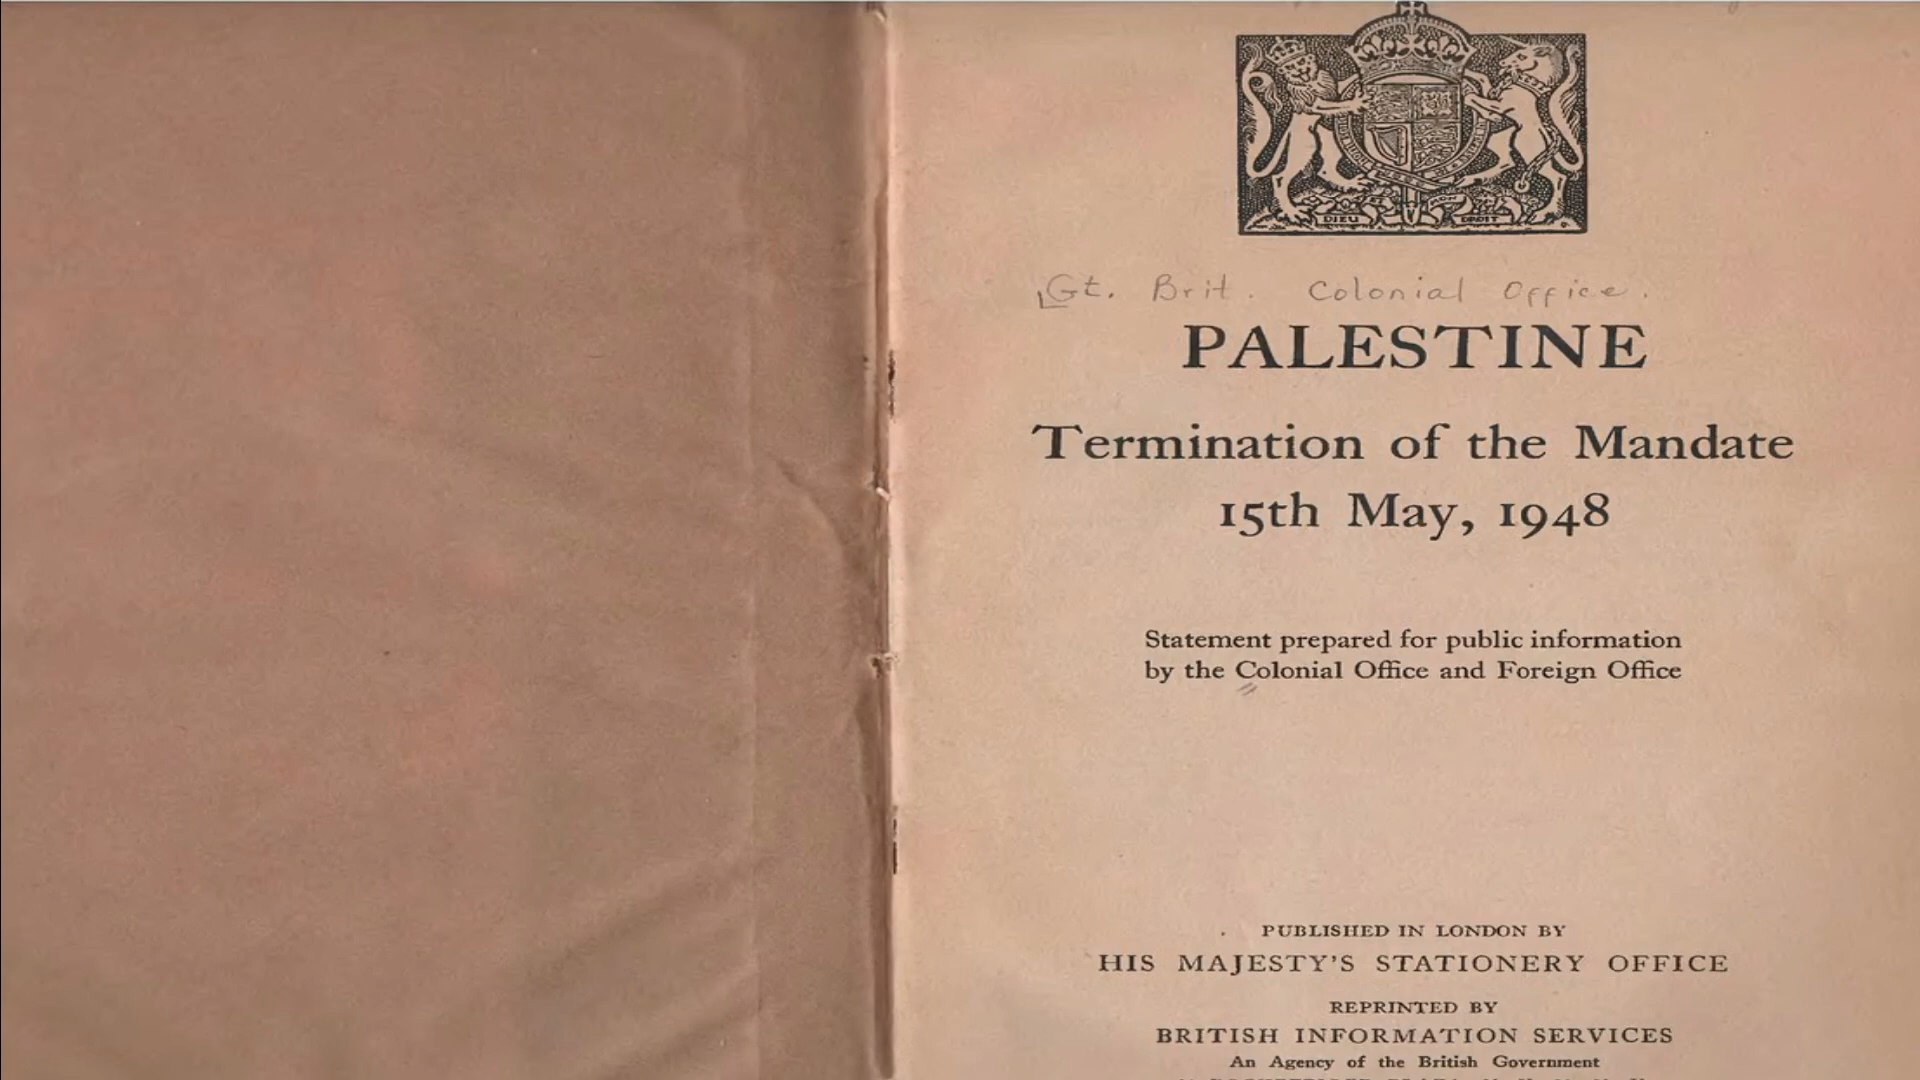 DIEU ET MON DROIT
Gt. Brit. Colonial Office.
PALESTINE
Termination of the Mandate
15th May, 1948
Statement prepared for public information
by the Colonial Office and Foreign Office
PUBLISHED IN LONDON BY
HIS MAJESTY'S STATIONERY OFFICE
REPRINTED BY
BRITISH INFORMATION SERVICES
An Agency of the British Government